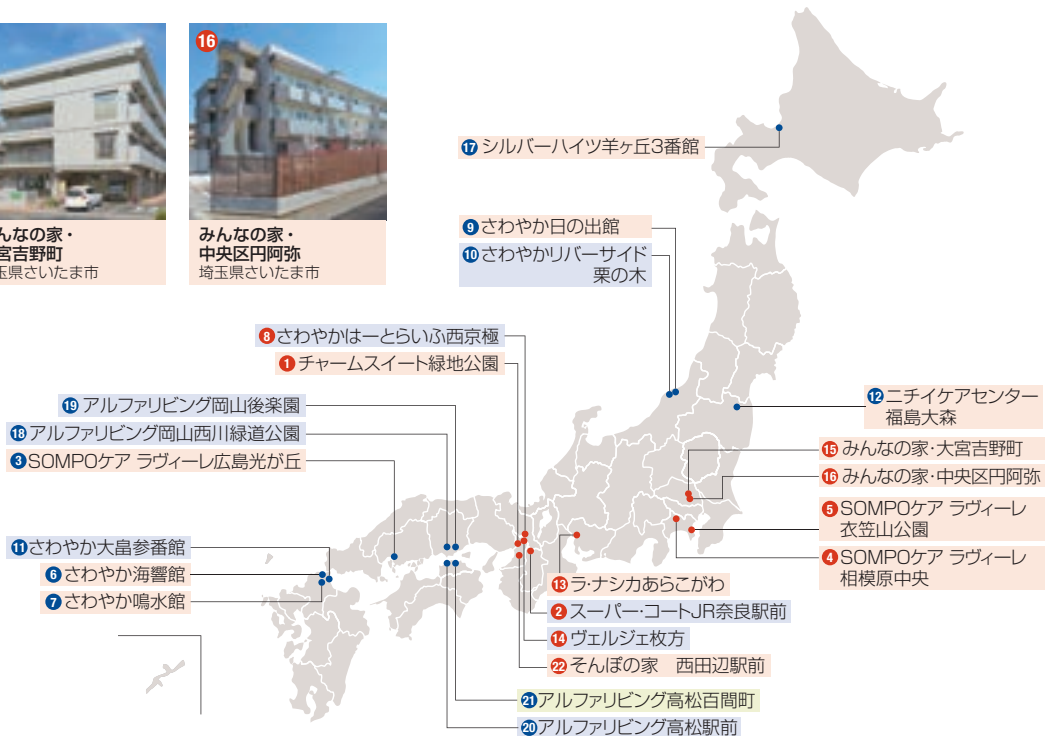 16
んなの家・
宮吉野町
玉県さいたま市
みんなの家・
中央区円阿弥
埼玉県さいたま市
17 シルバーハイツ羊ヶ丘3番館
9 さわやか日の出館
10 さわやかリバーサイド
栗の木
8 さわやかはーとらいふ西京極
1 チャームスイート緑地公園
19 アルファリビング岡山後楽園
18 アルファリビング岡山西川緑道公園
3 SOMPOケア ラヴィーレ広島光が丘
11 さわやか大畠参番館
6 さわやか海響館
7 さわやか鳴水館
12 ニチイケアセンター
福島大森
15 みんなの家・大宮吉野町
16 みんなの家・中央区円阿弥
5 SOMPOケア ラヴィーレ
衣笠山公園
4 SOMPOケア ラヴィーレ
相模原中央
13 ラ・ナシカあらこがわ
2 スーパー・コートJR奈良駅前
14 ヴェルジェ枚方
22 そんぽの家　西田辺駅前
21 アルファリビング高松百間町
20 アルファリビング高松駅前